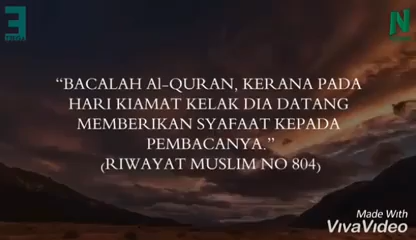 “BACALAH Al-QURAN, KERANA PADA
HARI KIAMAT KELAK DIA DATANG
MEMBERIKAN SYAFAAT KEPADA
PEMBACANYA.”
(RIWAYAT MUSLIM NO 804)
Made With
VivaVideo